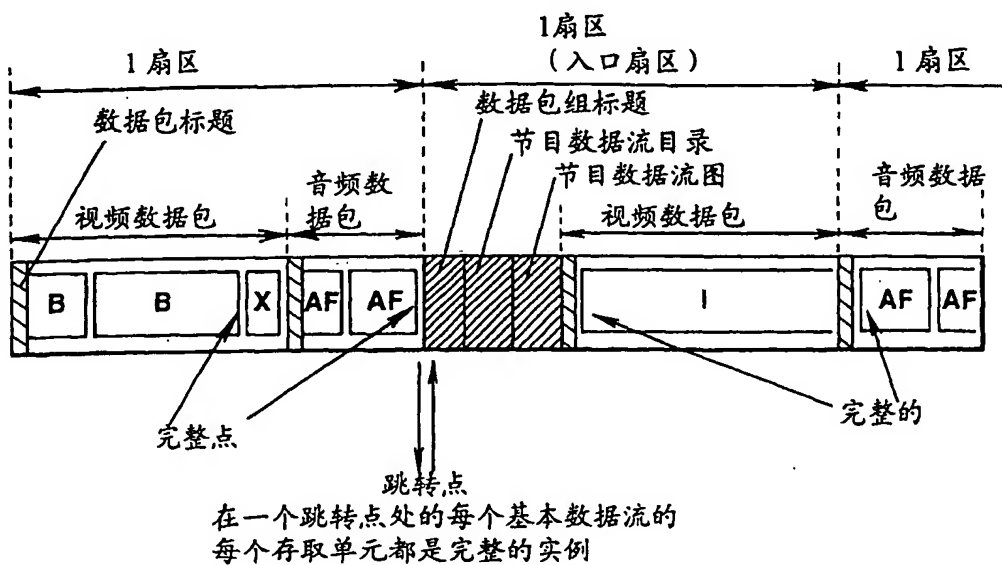 1扇区
1扇区
（入口扇区）
1扇区
数据包标题
数据包组标题
节目数据流目录
节目数据流图
音频数
据包
视频数据包
视频数据包
音频数据
包
B
B
X
AF
AF
I
AF
AF
完整点
完整的
跳转点
在一个跳转点处的每个基本数据流的
每个存取单元都是完整的实例